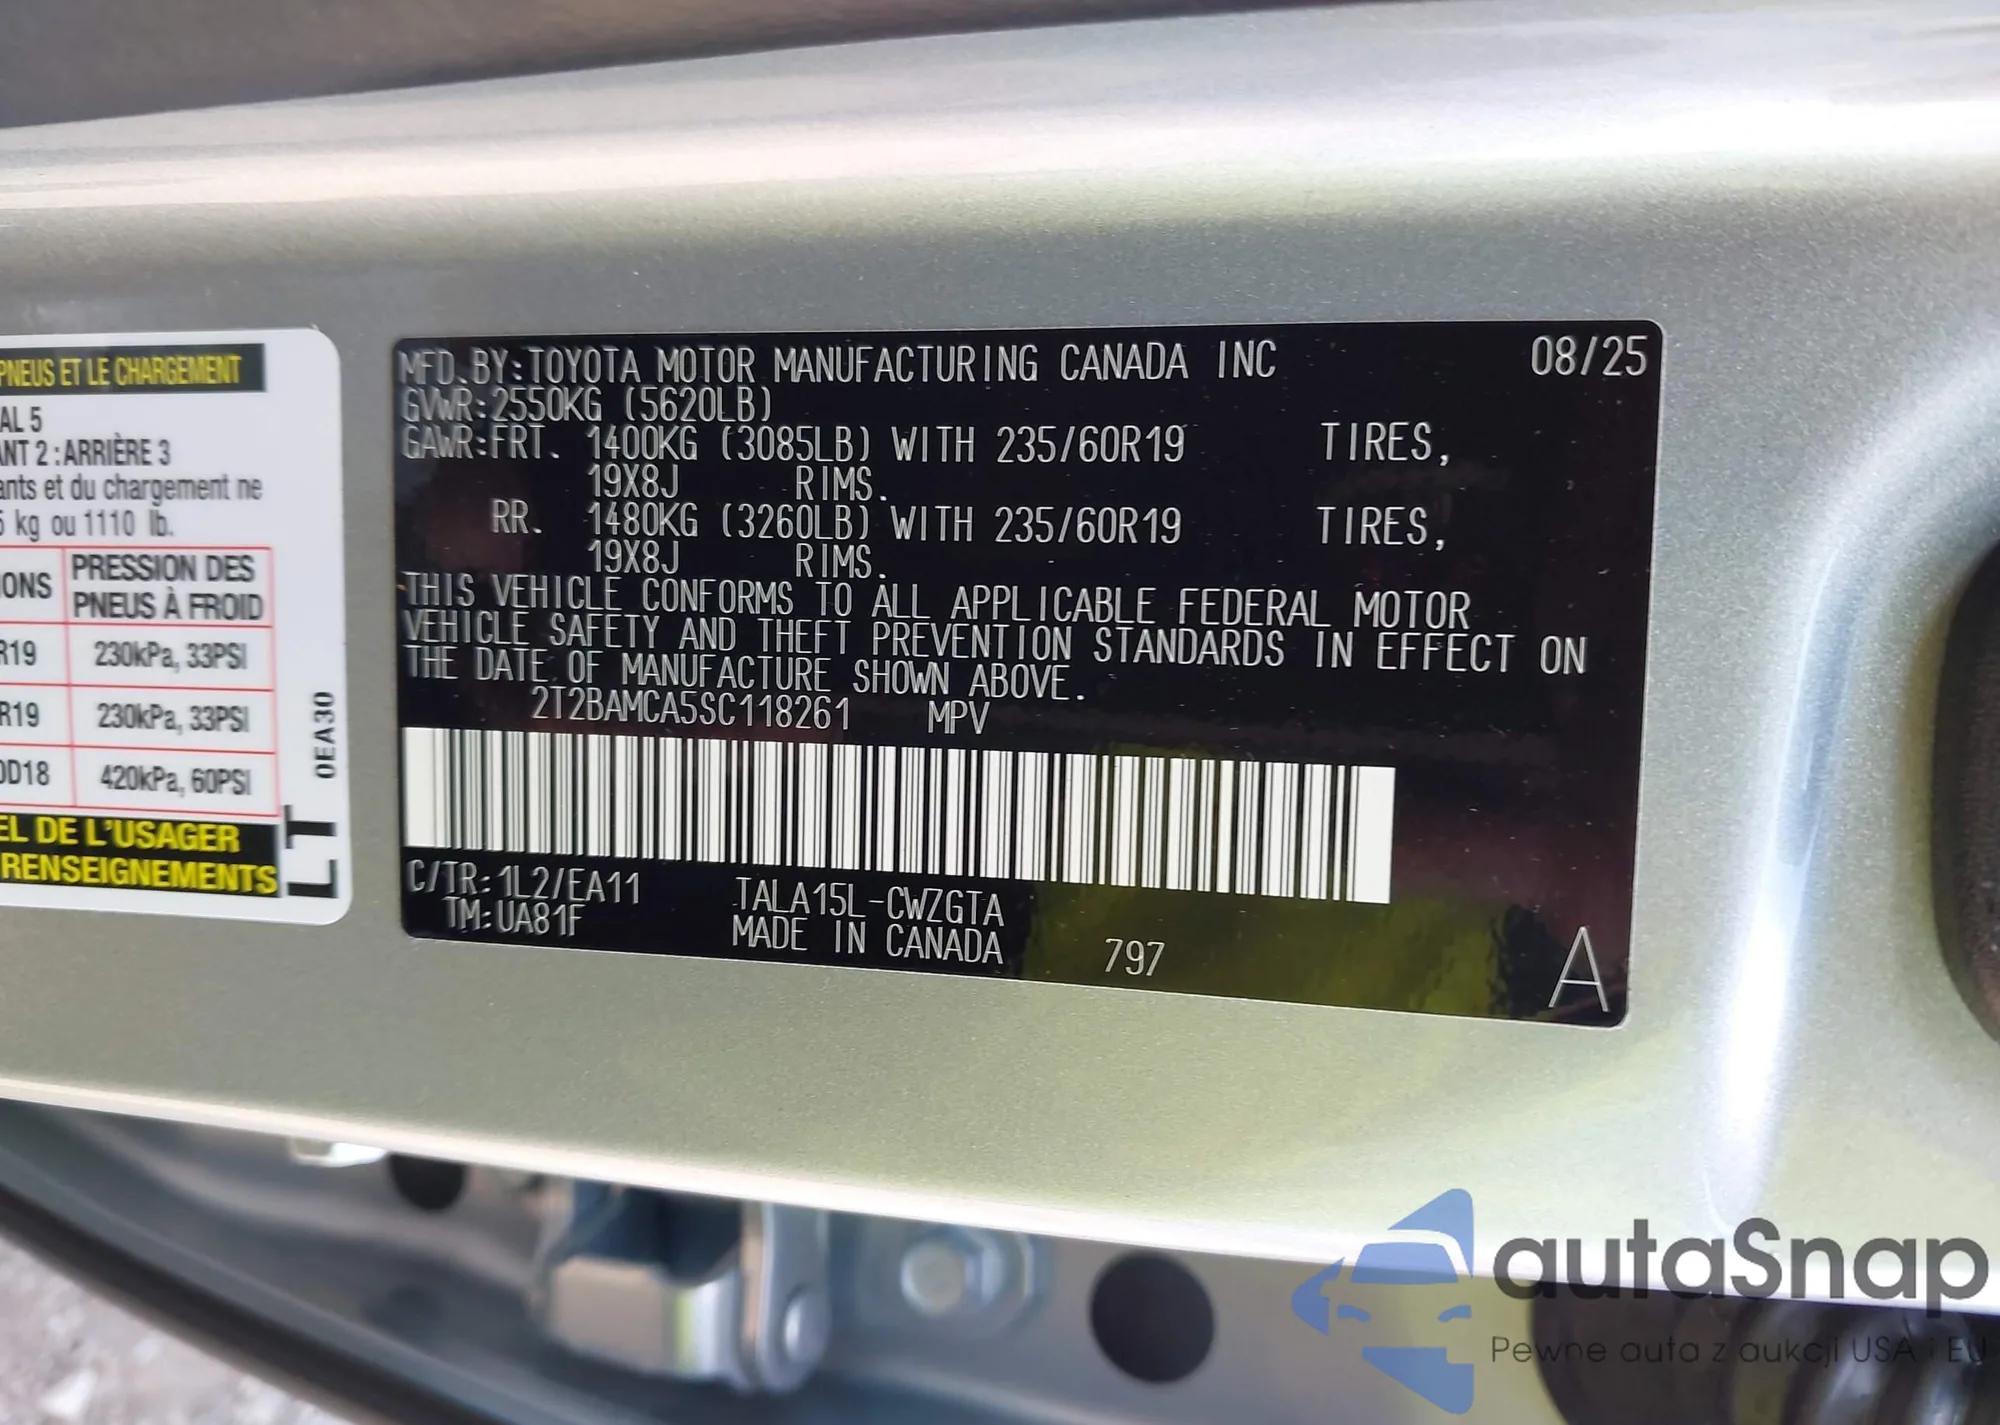 PNEUS ET LE CHARGEMENT
AL 5
ANT 2 : ARRIÈRE 3
ants et du chargement ne
5 kg ou 1110 lb.
IONS PRESSION DES
PNEUS À FROID
R19 230kPa, 33PSI
R19 230kPa, 33PSI
0D18 420kPa, 60PSI
EL DE L'USAGER
RENSEIGNEMENTS
0EA30
LT
MFD.BY:TOYOTA MOTOR MANUFACTURING CANADA INC 08/25
GVWR:2550KG (5620LB)
GAWR:FRT. 1400KG (3085LB) WITH 235/60R19 TIRES,
19X8J RIMS.
RR. 1480KG (3260LB) WITH 235/60R19 TIRES,
19X8J RIMS.
THIS VEHICLE CONFORMS TO ALL APPLICABLE FEDERAL MOTOR
VEHICLE SAFETY AND THEFT PREVENTION STANDARDS IN EFFECT ON
THE DATE OF MANUFACTURE SHOWN ABOVE.
2T2BAMCA5SC118261 MPV
C/TR:1L2/EA11 TALA15L-CWZGTA
TM:UA81F MADE IN CANADA 797 A
autaSnap
Pewne auta z aukcji USA i EU